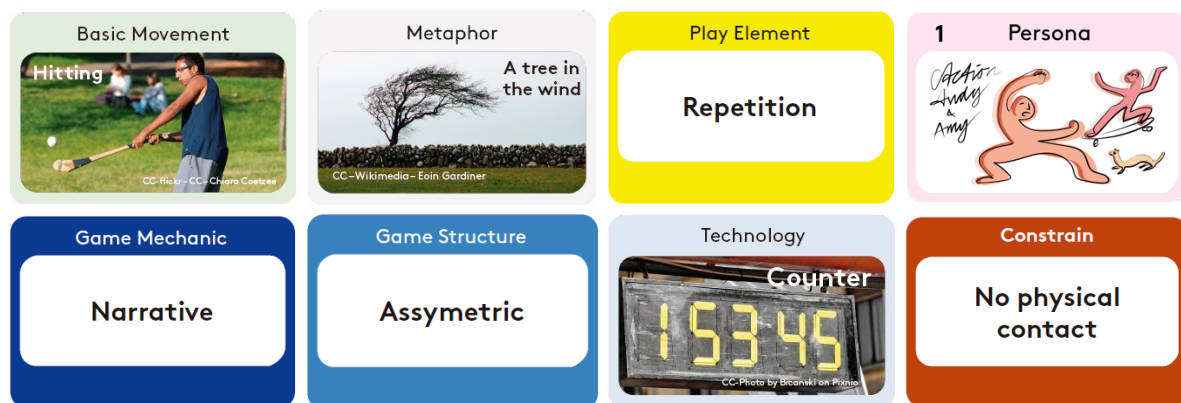 Basic Movement
Hitting
CC-flickr-CC-Chiara Coetzee
Metaphor
A tree in
the wind
CC-Wikimedia-Eoin Gardiner
Play Element
Repetition
1 Persona
Action
Andy
&
Amy
Game Mechanic
Narrative
Game Structure
Assymetric
Technology
Counter
15345
CC-Photo by Bicanski on Pixnio
Constrain
No physical
contact